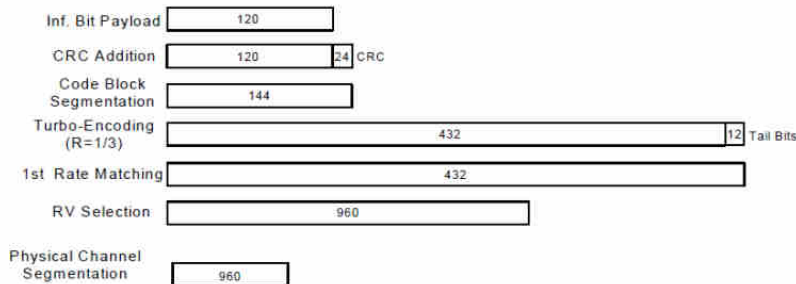 Inf. Bit Payload 120
CRC Addition 120 24 CRC
Code Block
Segmentation 144
Turbo-Encoding
(R=1/3) 432 12 Tail Bits
1st Rate Matching 432
RV Selection 960
Physical Channel
Segmentation 960